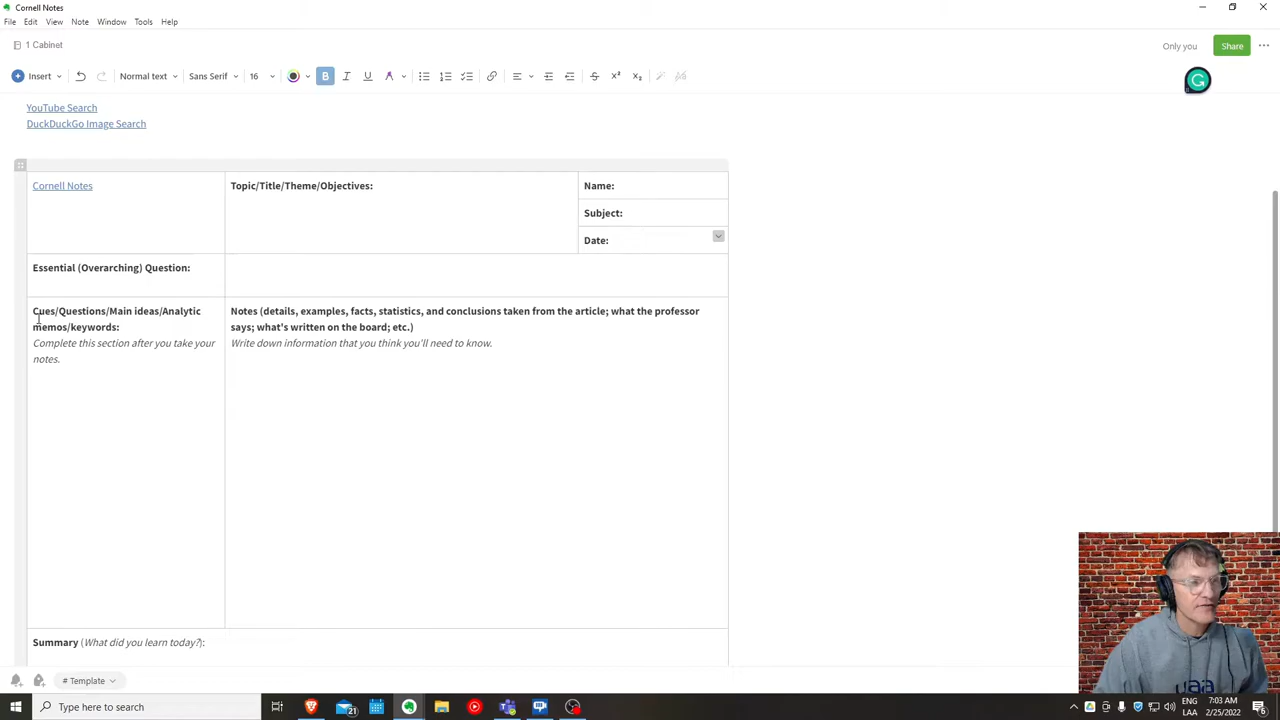 Cornell Notes
File Edit View Note Window Tools Help
1 Cabinet
Only you
Share
Insert
Normal text
Sans Serif
16
B I U
YouTube Search
DuckDuckGo Image Search
Cornell Notes
Topic/Title/Theme/Objectives:
Name:
Subject:
Date:
Essential (Overarching) Question:
Cues/Questions/Main ideas/Analytic
memos/keywords:
Complete this section after you take your
notes.
Notes (details, examples, facts, statistics, and conclusions taken from the article; what the professor
says; what's written on the board; etc.)
Write down information that you think you'll need to know.
Summary (What did you learn today?):
# Template
Type here to search
21
ENG
LAA
7:03 AM
2/25/2022
6